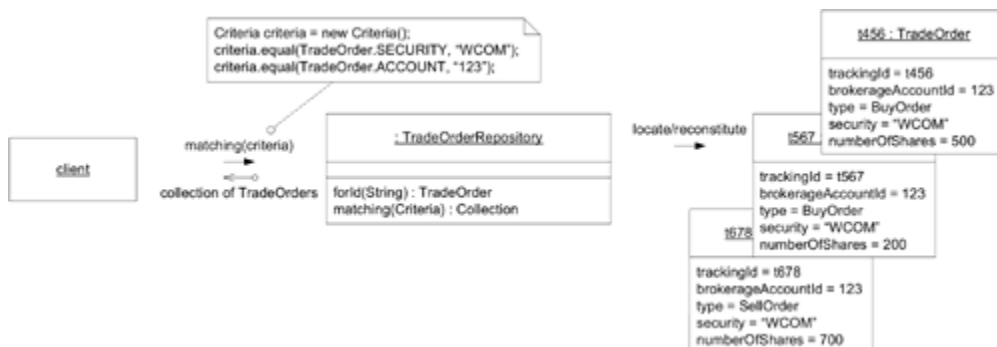 Criteria criteria = new Criteria();
criteria.equal(TradeOrder.SECURITY, "WCOM");
criteria.equal(TradeOrder.ACCOUNT, "123");
client
matching(criteria)
collection of TradeOrders
: TradeOrderRepository
forId(String) : TradeOrder
matching(Criteria) : Collection
locate/reconstitute
t456 : TradeOrder
trackingId = t456
brokerageAccountId = 123
type = BuyOrder
security = "WCOM"
numberOfShares = 500
t567 :
trackingId = t567
brokerageAccountId = 123
type = BuyOrder
security = "WCOM"
numberOfShares = 200
t678
trackingId = t678
brokerageAccountId = 123
type = SellOrder
security = "WCOM"
numberOfShares = 700